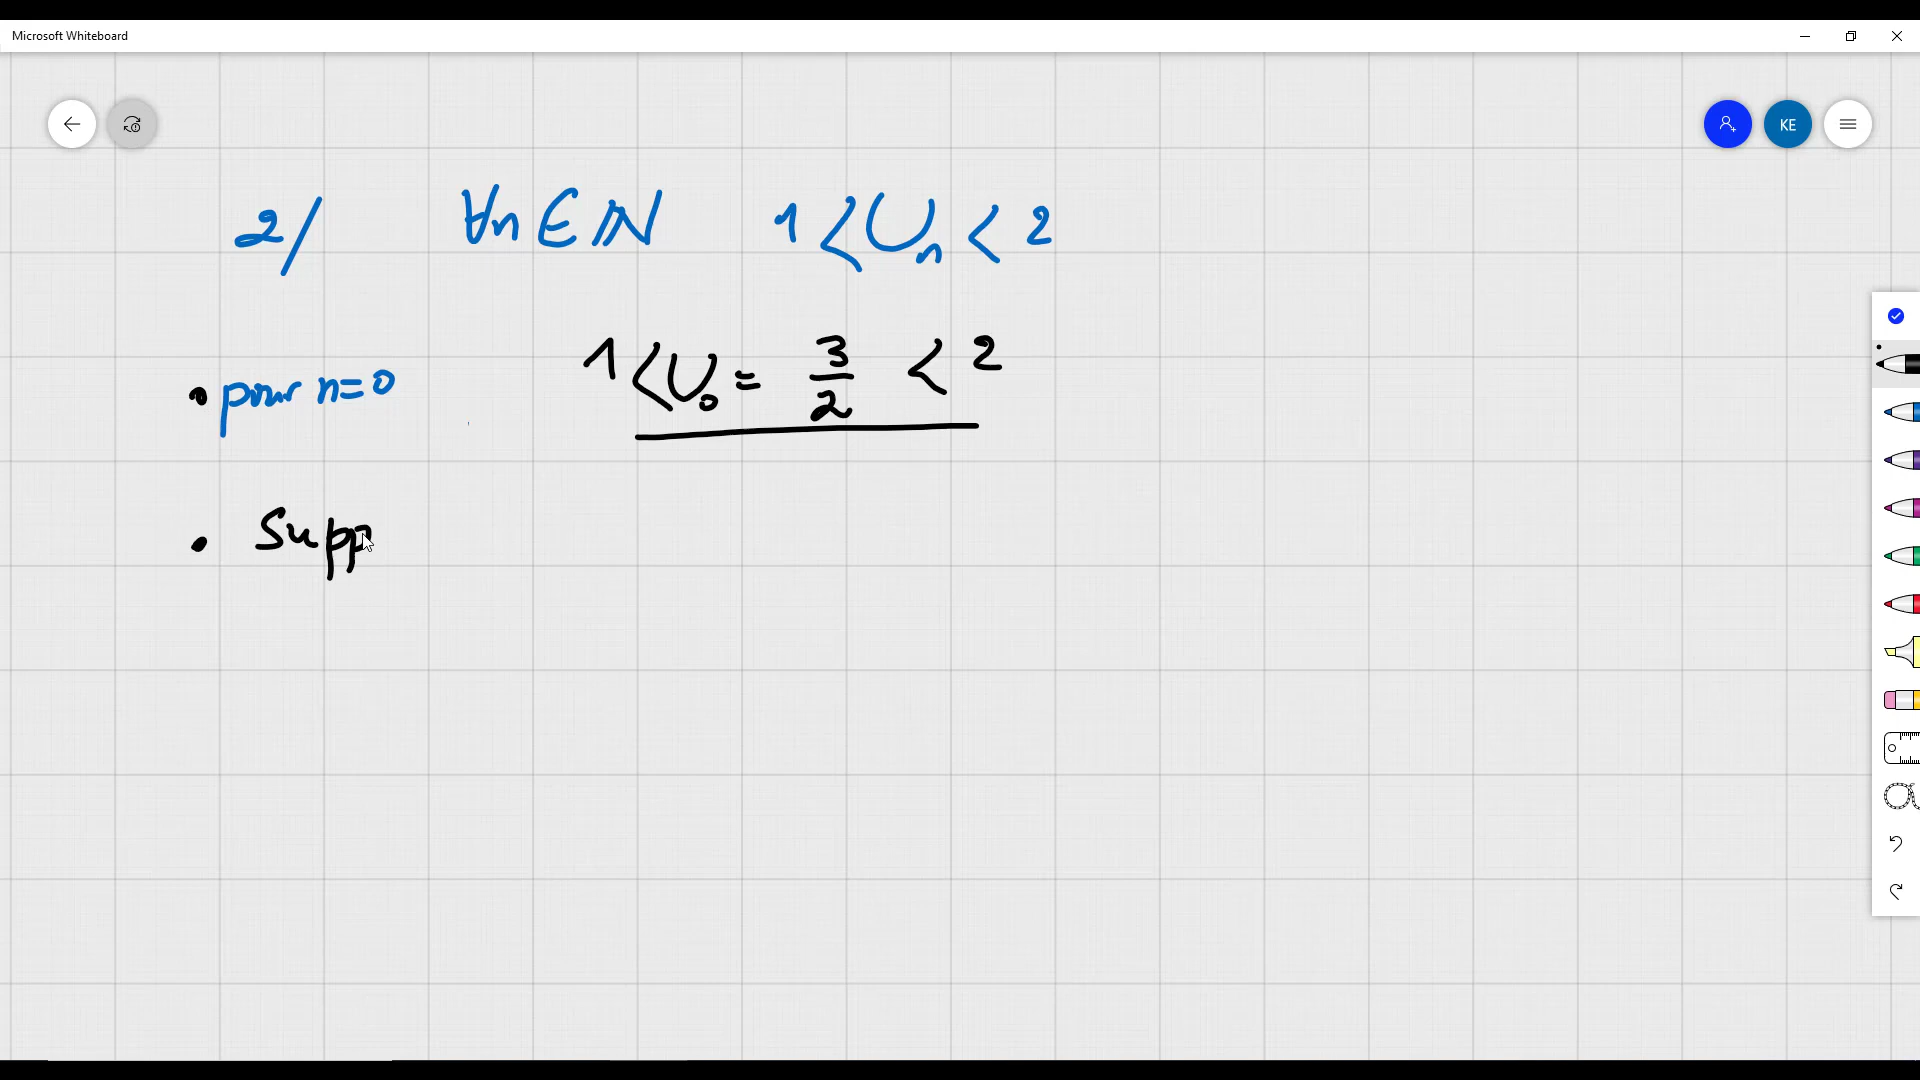 Microsoft Whiteboard
KE
2/ ∀n ∈ ℕ 1 < Uₙ < 2
• pour n=0 1 < U₀ = 3/2 < 2
• Supp